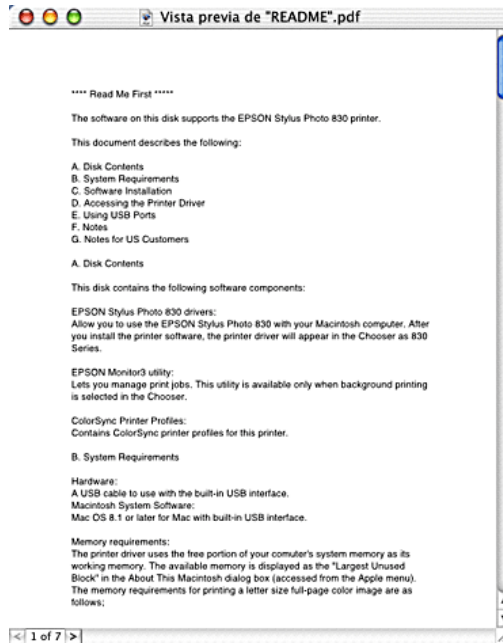 Vista previa de "README".pdf
**** Read Me First *****
The software on this disk supports the EPSON Stylus Photo 830 printer.
This document describes the following:
A. Disk Contents
B. System Requirements
C. Software Installation
D. Accessing the Printer Driver
E. Using USB Ports
F. Notes
G. Notes for US Customers
A. Disk Contents
This disk contains the following software components:
EPSON Stylus Photo 830 drivers:
Allow you to use the EPSON Stylus Photo 830 with your Macintosh computer. After
you install the printer software, the printer driver will appear in the Chooser as 830
Series.
EPSON Monitor3 utility:
Lets you manage print jobs. This utility is available only when background printing
is selected in the Chooser.
ColorSync Printer Profiles:
Contains ColorSync printer profiles for this printer.
B. System Requirements
Hardware:
A USB cable to use with the built-in USB interface.
Macintosh System Software:
Mac OS 8.1 or later for Mac with built-in USB interface.
Memory requirements:
The printer driver uses the free portion of your comuter's system memory as its
working memory. The available memory is displayed as the "Largest Unused
Block" in the About This Macintosh dialog box (accessed from the Apple menu).
The memory requirements for printing a letter size full-page color image are as
follows;
1 of 7